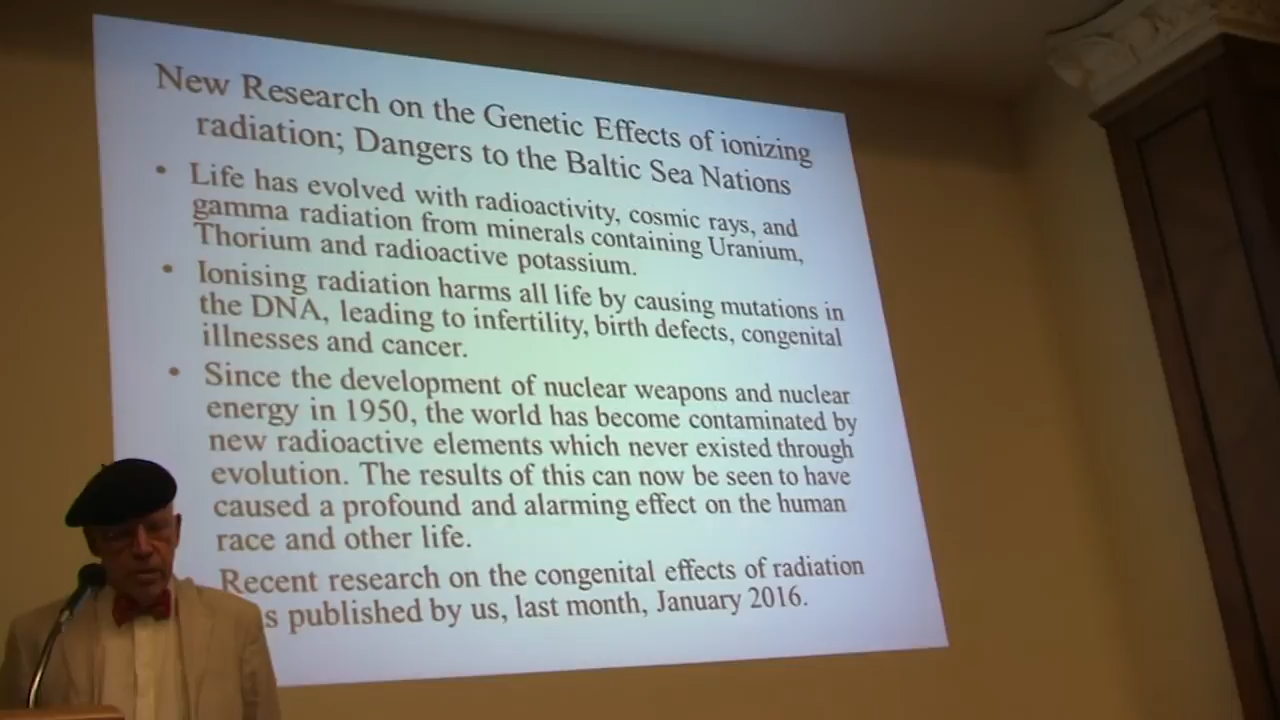 New Research on the Genetic Effects of ionizing
radiation; Dangers to the Baltic Sea Nations
• Life has evolved with radioactivity, cosmic rays, and
gamma radiation from minerals containing Uranium,
Thorium and radioactive potassium.
• Ionising radiation harms all life by causing mutations in
the DNA, leading to infertility, birth defects, congenital
illnesses and cancer.
• Since the development of nuclear weapons and nuclear
energy in 1950, the world has become contaminated by
new radioactive elements which never existed through
evolution. The results of this can now be seen to have
caused a profound and alarming effect on the human
race and other life.
Recent research on the congenital effects of radiation
s published by us, last month, January 2016.